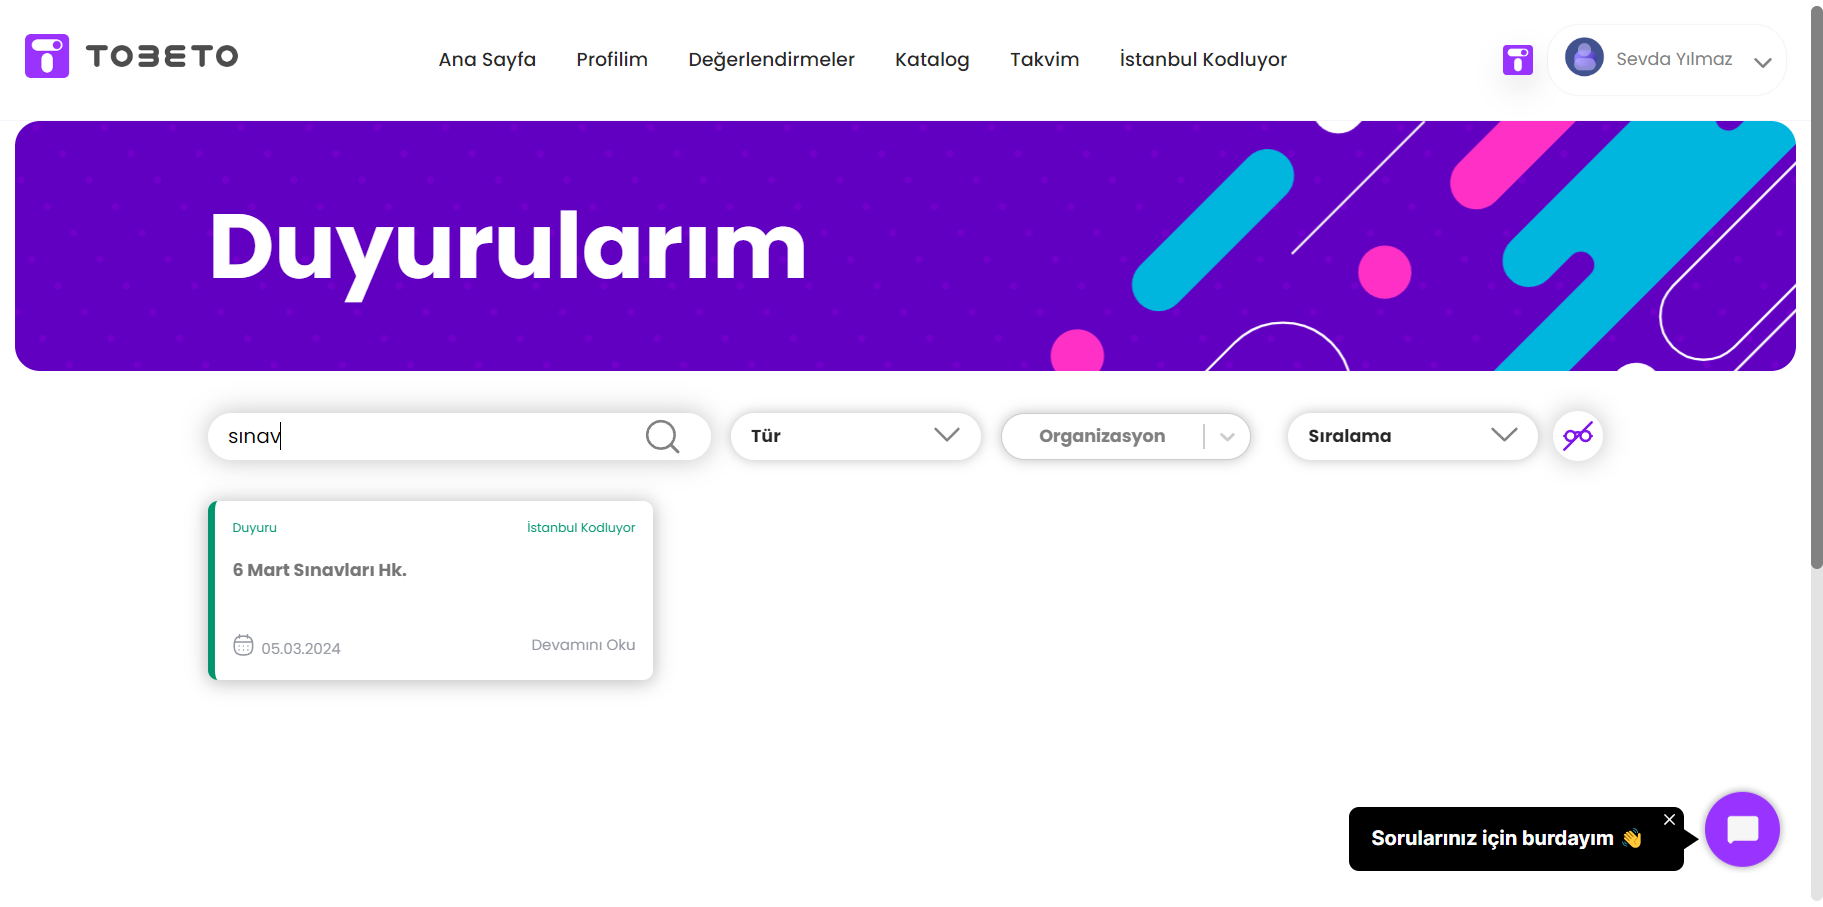 TOBETO
Ana Sayfa Profilim Değerlendirmeler Katalog Takvim İstanbul Kodluyor
Sevda Yılmaz
Duyurularım
sınav
Tür
Organizasyon
Sıralama
Duyuru İstanbul Kodluyor
6 Mart Sınavları Hk.
05.03.2024 Devamını Oku
Sorularınız için burdayım 👋